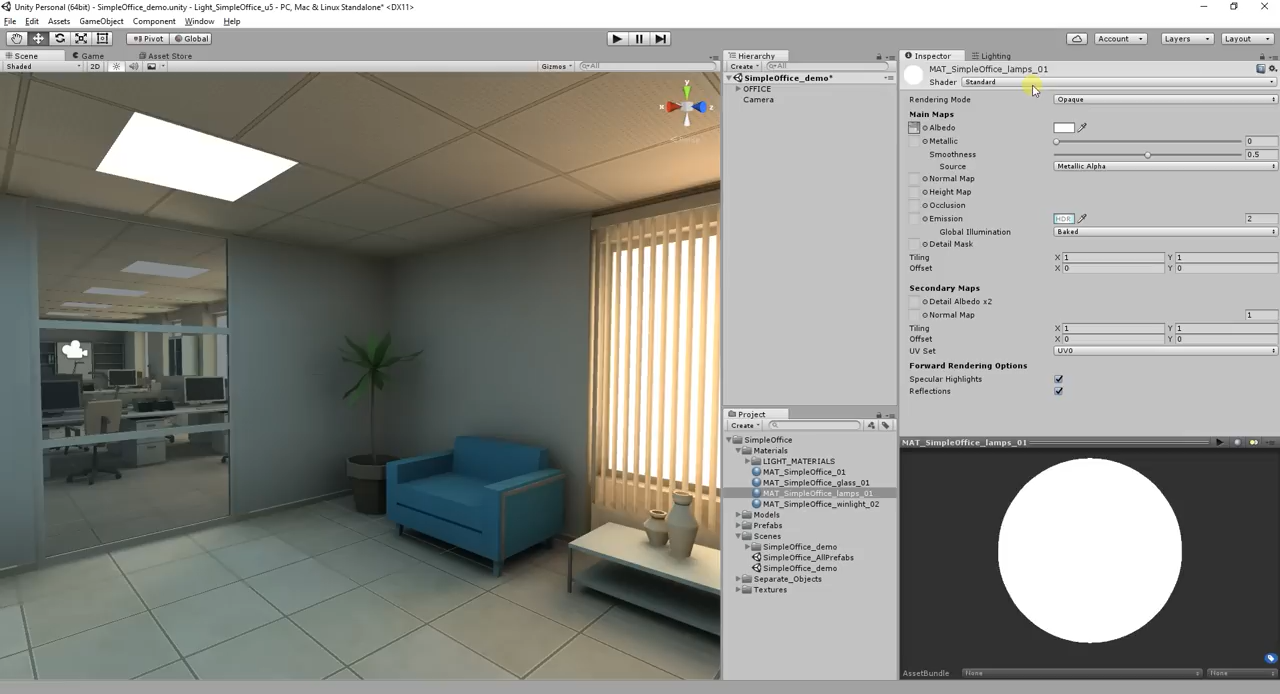 Unity Personal (64bit) - SimpleOffice_demo.unity - Light_SimpleOffice_u5 - PC, Mac & Linux Standalone* <DX11>
File Edit Assets GameObject Component Window Help
Pivot Global Account Layers Layout
Scene Game Asset Store
Shaded 2D Gizmos All
y x z
Hierarchy
Create All
SimpleOffice_demo*
OFFICE
Camera
Project
Create
SimpleOffice
Materials
LIGHT_MATERIALS
MAT_SimpleOffice_01
MAT_SimpleOffice_glass_01
MAT_SimpleOffice_lamps_01
MAT_SimpleOffice_winlight_02
Models
Prefabs
Scenes
SimpleOffice_demo
SimpleOffice_AllPrefabs
SimpleOffice_demo
Separate_Objects
Textures
Inspector Lighting
MAT_SimpleOffice_lamps_01
Shader Standard
Rendering Mode Opaque
Main Maps
Albedo
Metallic 0
Smoothness 0.5
Source Metallic Alpha
Normal Map
Height Map
Occlusion
Emission HDR 2
Global Illumination Baked
Detail Mask
Tiling X 1 Y 1
Offset X 0 Y 0
Secondary Maps
Detail Albedo x2
Normal Map 1
Tiling X 1 Y 1
Offset X 0 Y 0
UV Set UV0
Forward Rendering Options
Specular Highlights
Reflections
MAT_SimpleOffice_lamps_01
AssetBundle None None